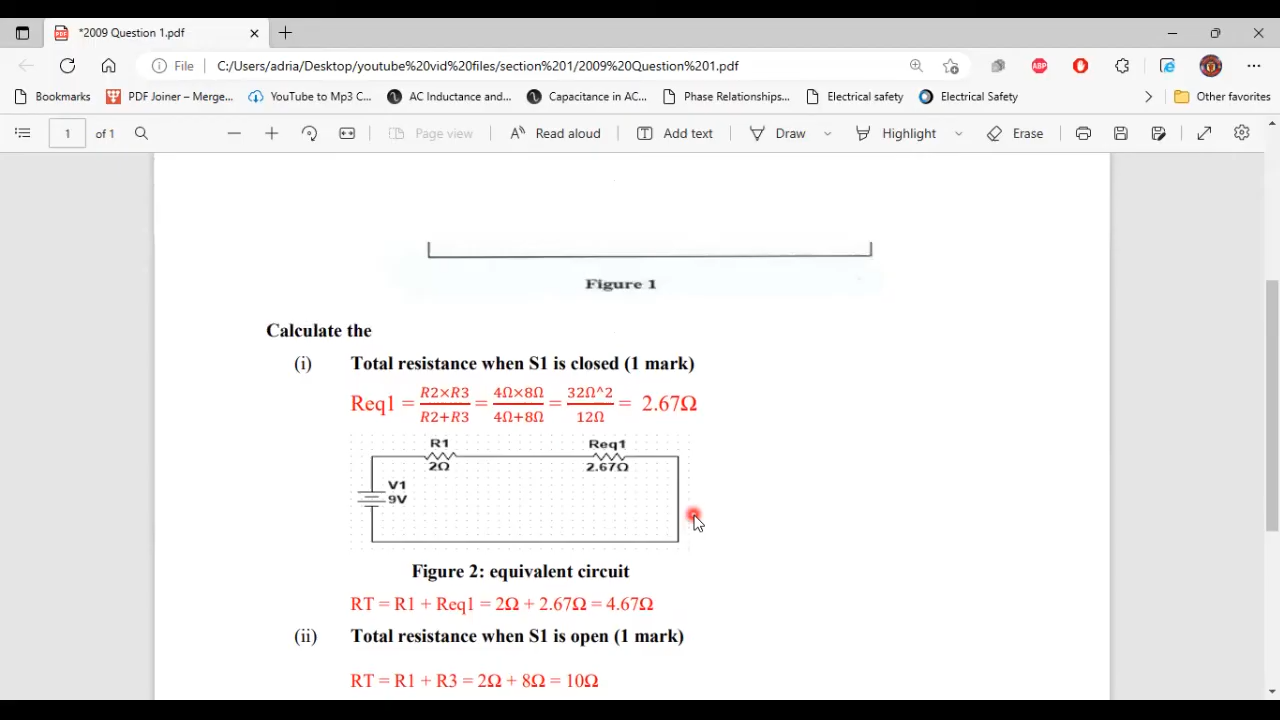 *2009 Question 1.pdf
File C:/Users/adria/Desktop/youtube%20vid%20files/section%201/2009%20Question%201.pdf
ABP
Bookmarks PDF Joiner – Merge... YouTube to Mp3 C... AC Inductance and... Capacitance in AC... Phase Relationships... Electrical safety Electrical Safety Other favorites
1 of 1 Page view Read aloud Add text Draw Highlight Erase
Figure 1
Calculate the
(i) Total resistance when S1 is closed (1 mark)
Req1 = R2×R3/R2+R3 = 4Ω×8Ω/4Ω+8Ω = 32Ω^2/12Ω = 2.67Ω
R1 Req1
2Ω 2.67Ω
V1
9V
Figure 2: equivalent circuit
RT = R1 + Req1 = 2Ω + 2.67Ω = 4.67Ω
(ii) Total resistance when S1 is open (1 mark)
RT = R1 + R3 = 2Ω + 8Ω = 10Ω